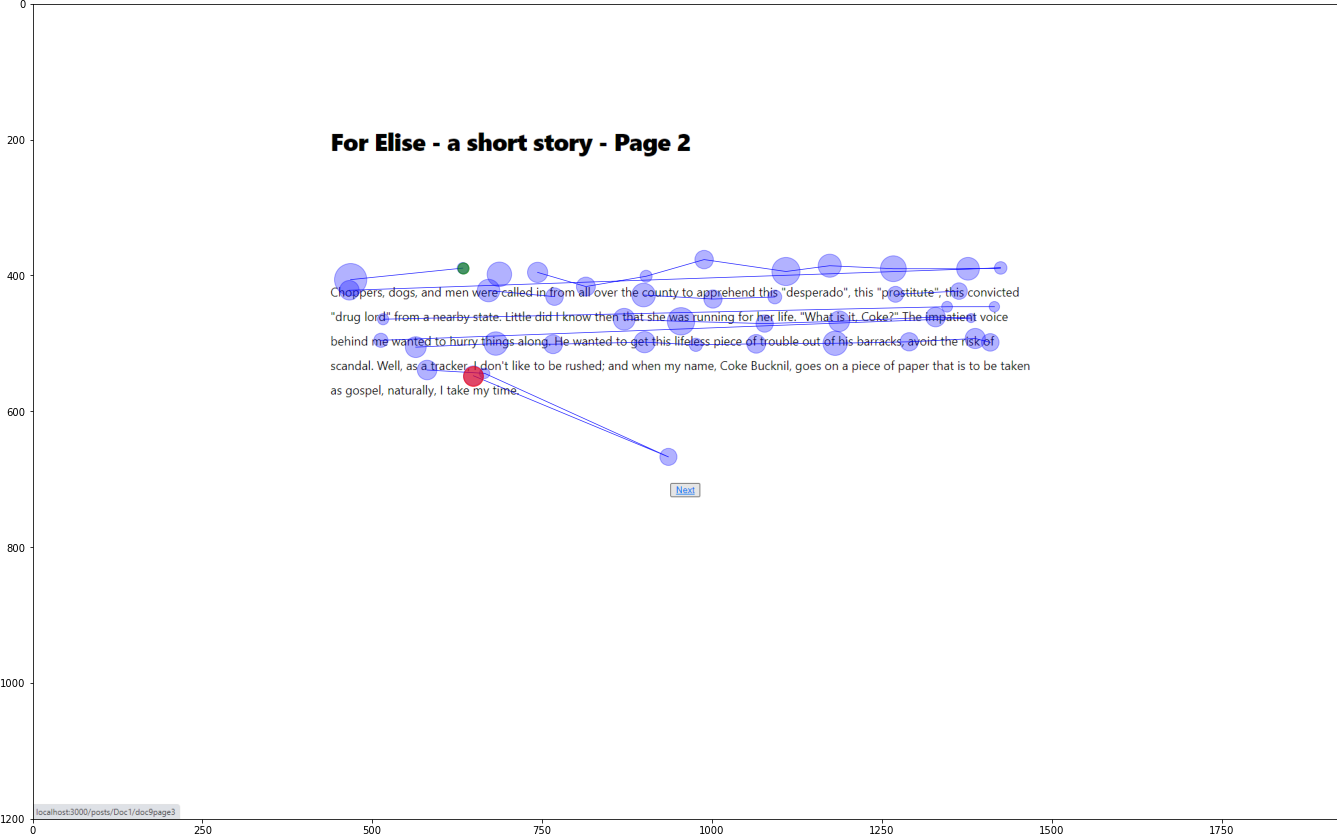 0
200
For Elise - a short story - Page 2
400
Choppers, dogs, and men were called in from all over the county to apprehend this "desperado", this "prostitute", this convicted
"drug lord" from a nearby state. Little did I know then that she was running for her life. "What is it, Coke?" The impatient voice
behind me wanted to hurry things along. He wanted to get this lifeless piece of trouble out of his barracks, avoid the risk of
scandal. Well, as a tracker, I don't like to be rushed; and when my name, Coke Bucknil, goes on a piece of paper that is to be taken
as gospel, naturally, I take my time.
600
Next
800
1000
localhost:3000/posts/Doc1/doc9page3
1200
0 250 500 750 1000 1250 1500 1750